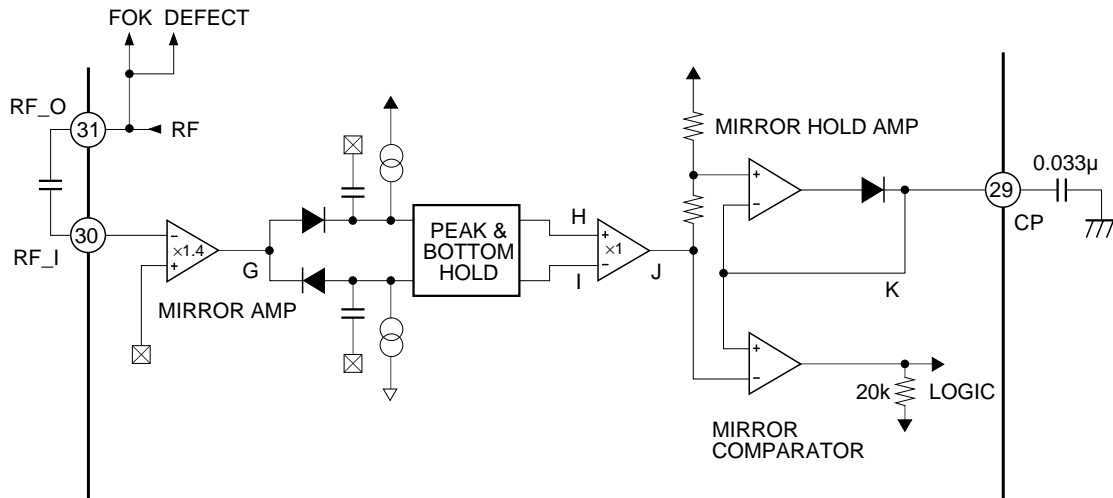 FOK DEFECT
RF_O
31
RF
MIRROR HOLD AMP
0.033µ
+
−
29
CP
30
RF_I
−
×1.4
+
G
MIRROR AMP
PEAK &
BOTTOM
HOLD
H
I
+
×1
−
J
K
+
−
20k
LOGIC
MIRROR
COMPARATOR